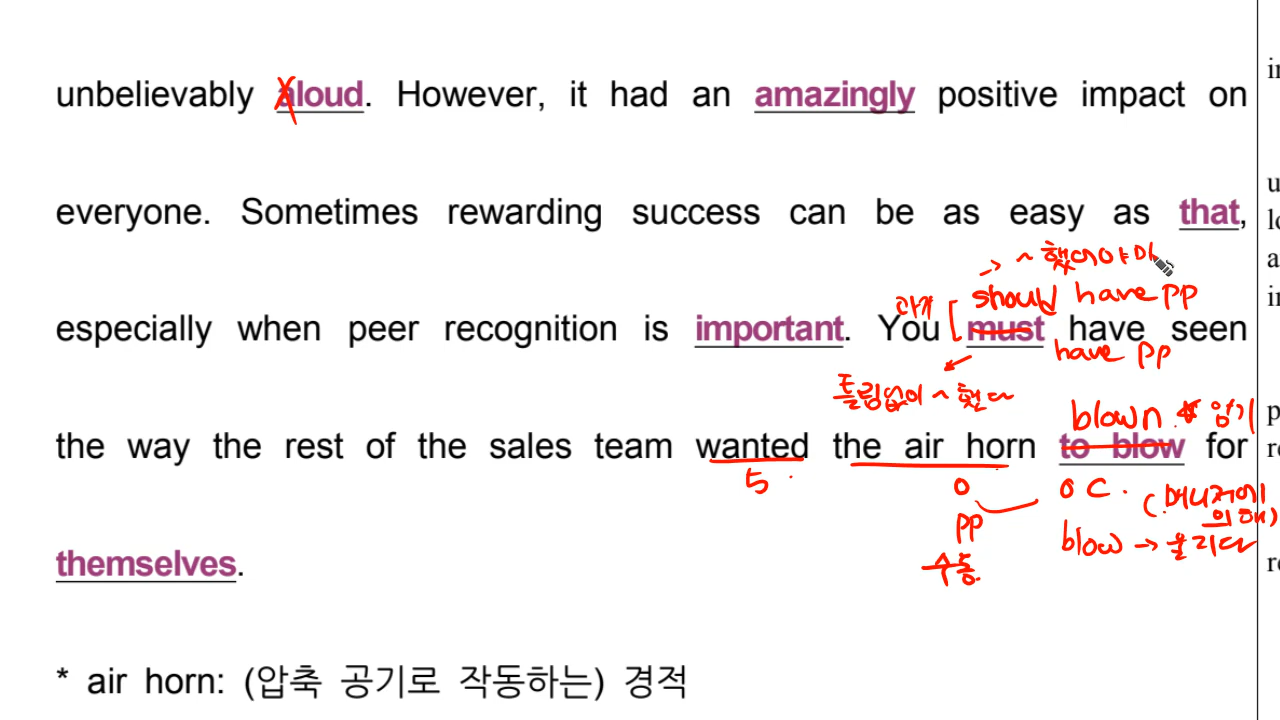 unbelievably aloud. However, it had an amazingly positive impact on
everyone. Sometimes rewarding success can be as easy as that,
→ ~ 했어야 마
과거 should have pp
especially when peer recognition is important. You must have seen
have pp
틀림없이 ~ 했다
blown. ★ 암기
the way the rest of the sales team wanted the air horn to blow for
5 O OC. (매니저에
의해)
pp
blow → 울리다
수동
themselves.
* air horn: (압축 공기로 작동하는) 경적